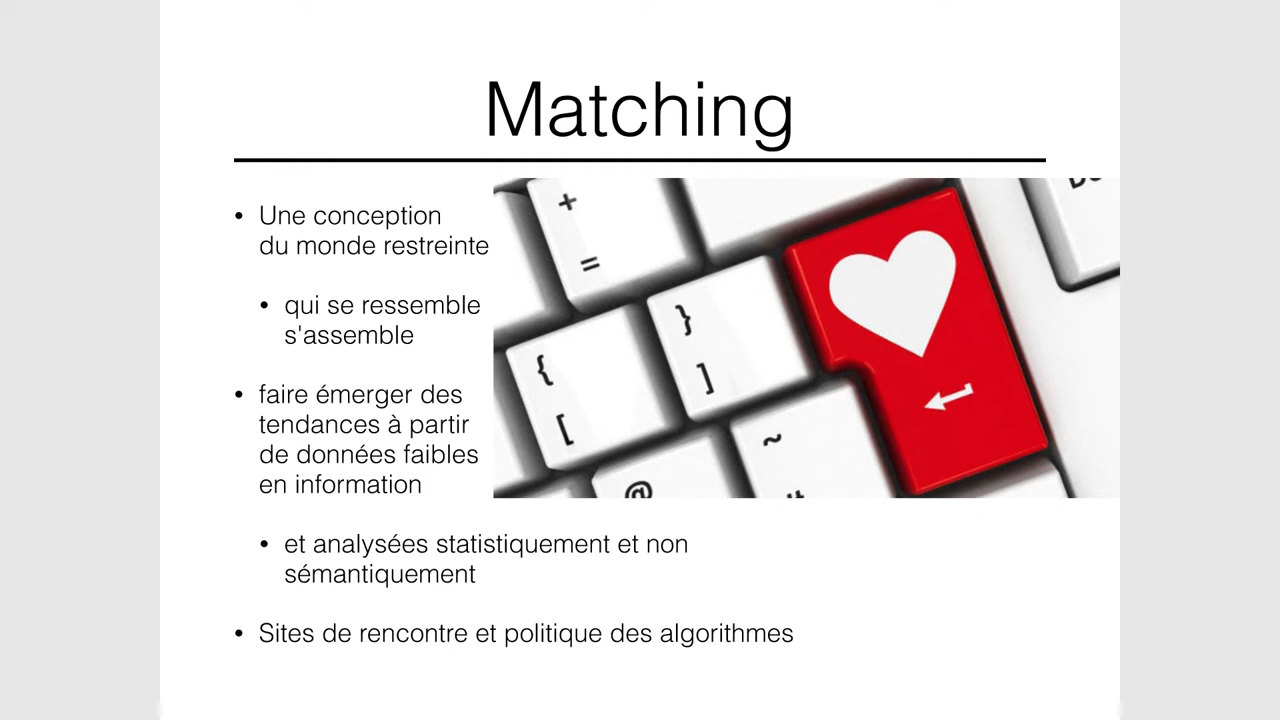 Matching
• Une conception
du monde restreinte
• qui se ressemble
s'assemble
• faire émerger des
tendances à partir
de données faibles
en information
• et analysées statistiquement et non
sémantiquement
• Sites de rencontre et politique des algorithmes
+
=
}
]
{
[
~
@